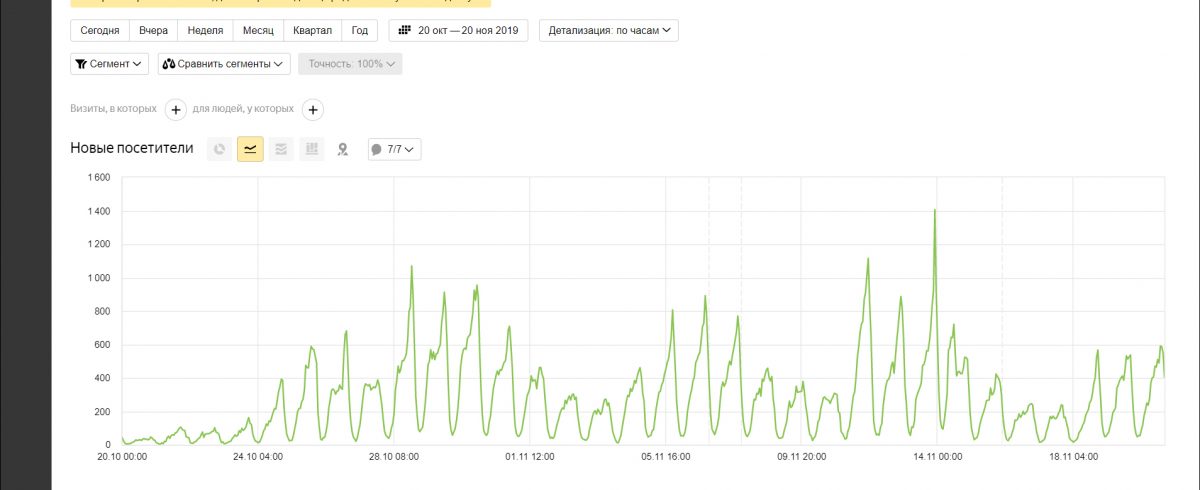 Сегодня Вчера Неделя Месяц Квартал Год 20 окт — 20 ноя 2019 Детализация: по часам
Сегмент Сравнить сегменты Точность: 100%
Визиты, в которых + для людей, у которых +
Новые посетители 7/7
1 600
1 400
1 200
1 000
800
600
400
200
0
20.10 00:00 24.10 04:00 28.10 08:00 01.11 12:00 05.11 16:00 09.11 20:00 14.11 00:00 18.11 04:00